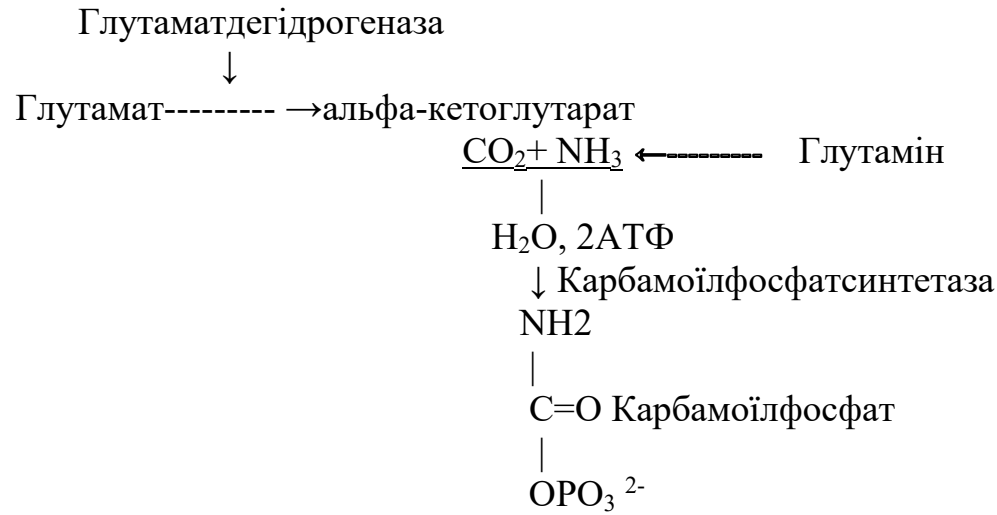 Глутаматдегідрогеназа
↓
Глутамат--------- →альфа-кетоглутарат
CO₂+ NH₃ ←--------- Глутамін
|
H₂O, 2АТФ
↓ Карбамоїлфосфатсинтетаза
NH2
|
C=O Карбамоїлфосфат
|
OPO₃ ²⁻